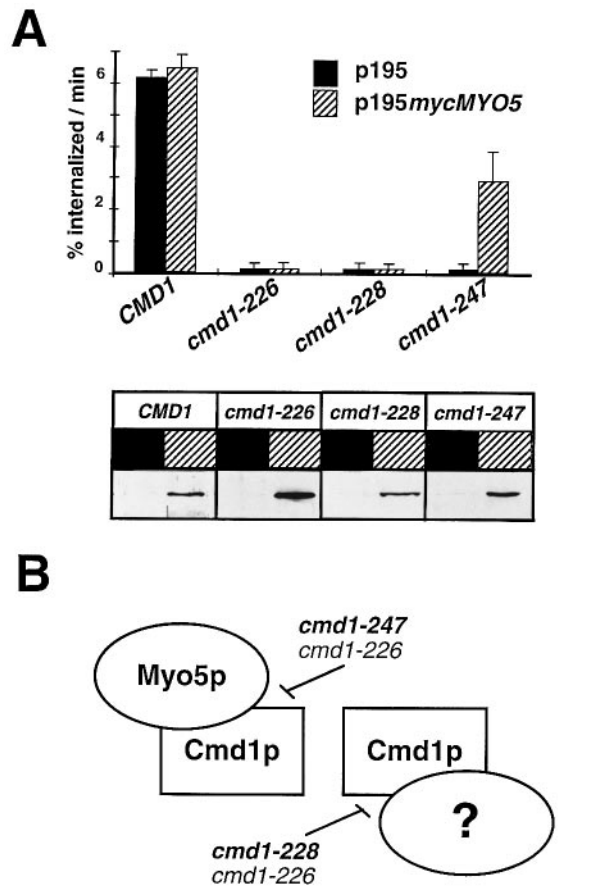 A
% internalized / min
6
4
2
0
p195
p195mycMYO5
CMD1
cmd1-226
cmd1-228
cmd1-247
CMD1 cmd1-226 cmd1-228 cmd1-247
B
cmd1-247
cmd1-226
Myo5p
Cmd1p
Cmd1p
?
cmd1-228
cmd1-226